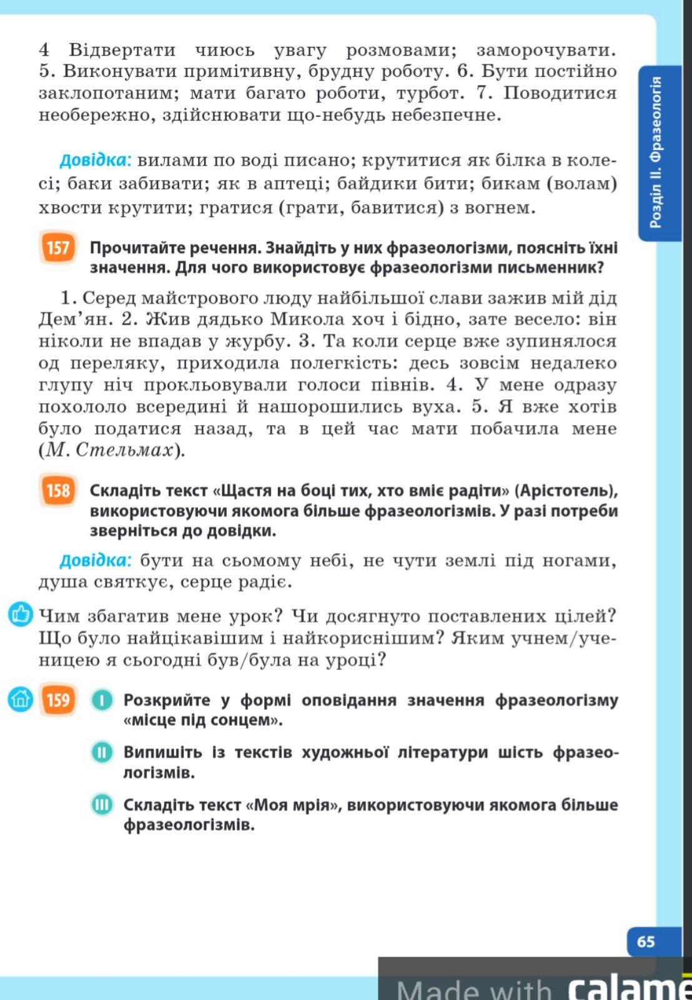 4 Відвертати чиюсь увагу розмовами; заморочувати.
5. Виконувати примітивну, брудну роботу. 6. Бути постійно
заклопотаним; мати багато роботи, турбот. 7. Поводитися
необережно, здійснювати що-небудь небезпечне.
Довідка: вилами по воді писано; крутитися як білка в коле-
сі; баки забивати; як в аптеці; байдики бити; бикам (волам)
хвости крутити; гратися (грати, бавитися) з вогнем.
Розділ ІІ. Фразеологія
157 Прочитайте речення. Знайдіть у них фразеологізми, поясніть їхні
значення. Для чого використовує фразеологізми письменник?
1. Серед майстрового люду найбільшої слави зажив мій дід
Дем’ян. 2. Жив дядько Микола хоч і бідно, зате весело: він
ніколи не впадав у журбу. 3. Та коли серце вже зупинялося
од переляку, приходила полегкість: десь зовсім недалеко
глупу ніч прокльовували голоси півнів. 4. У мене одразу
похололо всередині й нашорошились вуха. 5. Я вже хотів
було податися назад, та в цей час мати побачила мене
(М. Стельмах).
158 Складіть текст «Щастя на боці тих, хто вміє радіти» (Арістотель),
використовуючи якомога більше фразеологізмів. У разі потреби
зверніться до довідки.
Довідка: бути на сьомому небі, не чути землі під ногами,
душа святкує, серце радіє.
Чим збагатив мене урок? Чи досягнуто поставлених цілей?
Що було найцікавішим і найкориснішим? Яким учнем/уче-
ницею я сьогодні був/була на уроці?
159 І Розкрийте у формі оповідання значення фразеологізму
«місце під сонцем».
ІІ Випишіть із текстів художньої літератури шість фразео-
логізмів.
ІІІ Складіть текст «Моя мрія», використовуючи якомога більше
фразеологізмів.
65
Made with calamé